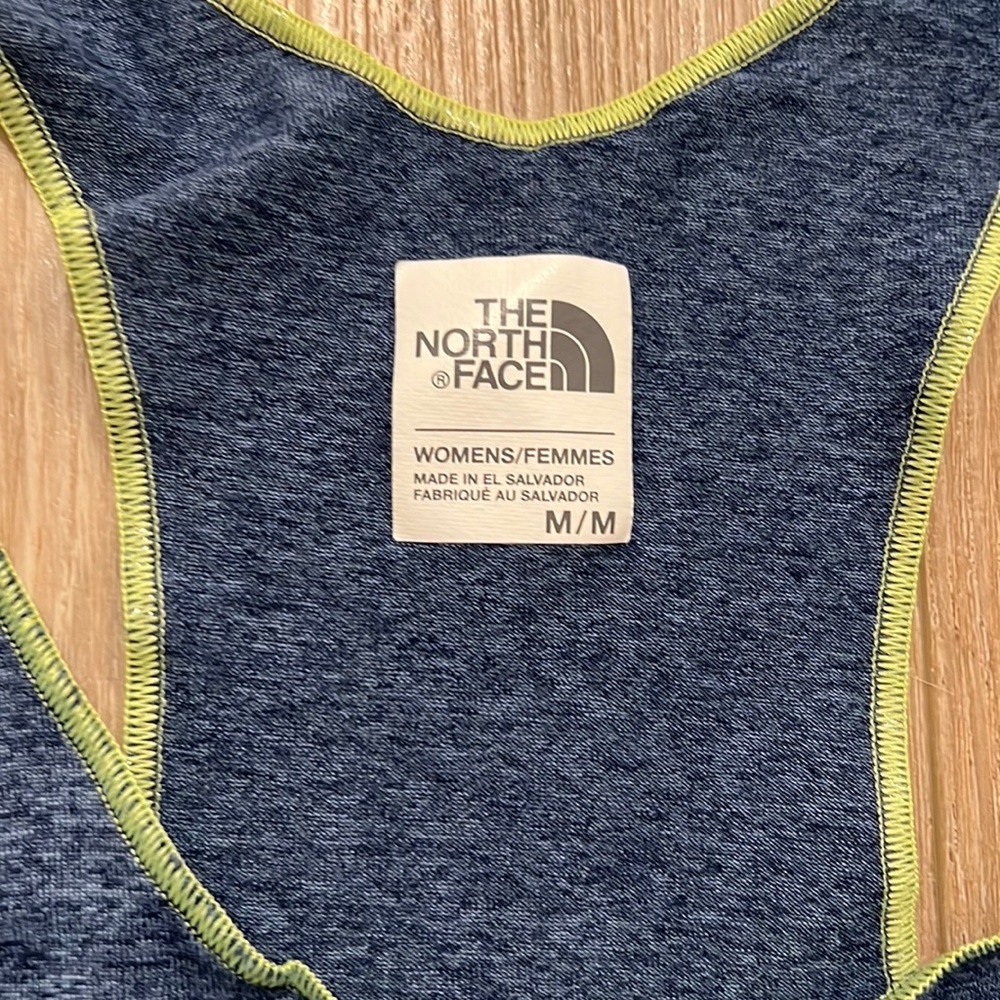 THE
NORTH
® FACE
WOMENS/FEMMES
MADE IN EL SALVADOR
FABRIQUÉ AU SALVADOR
M/M